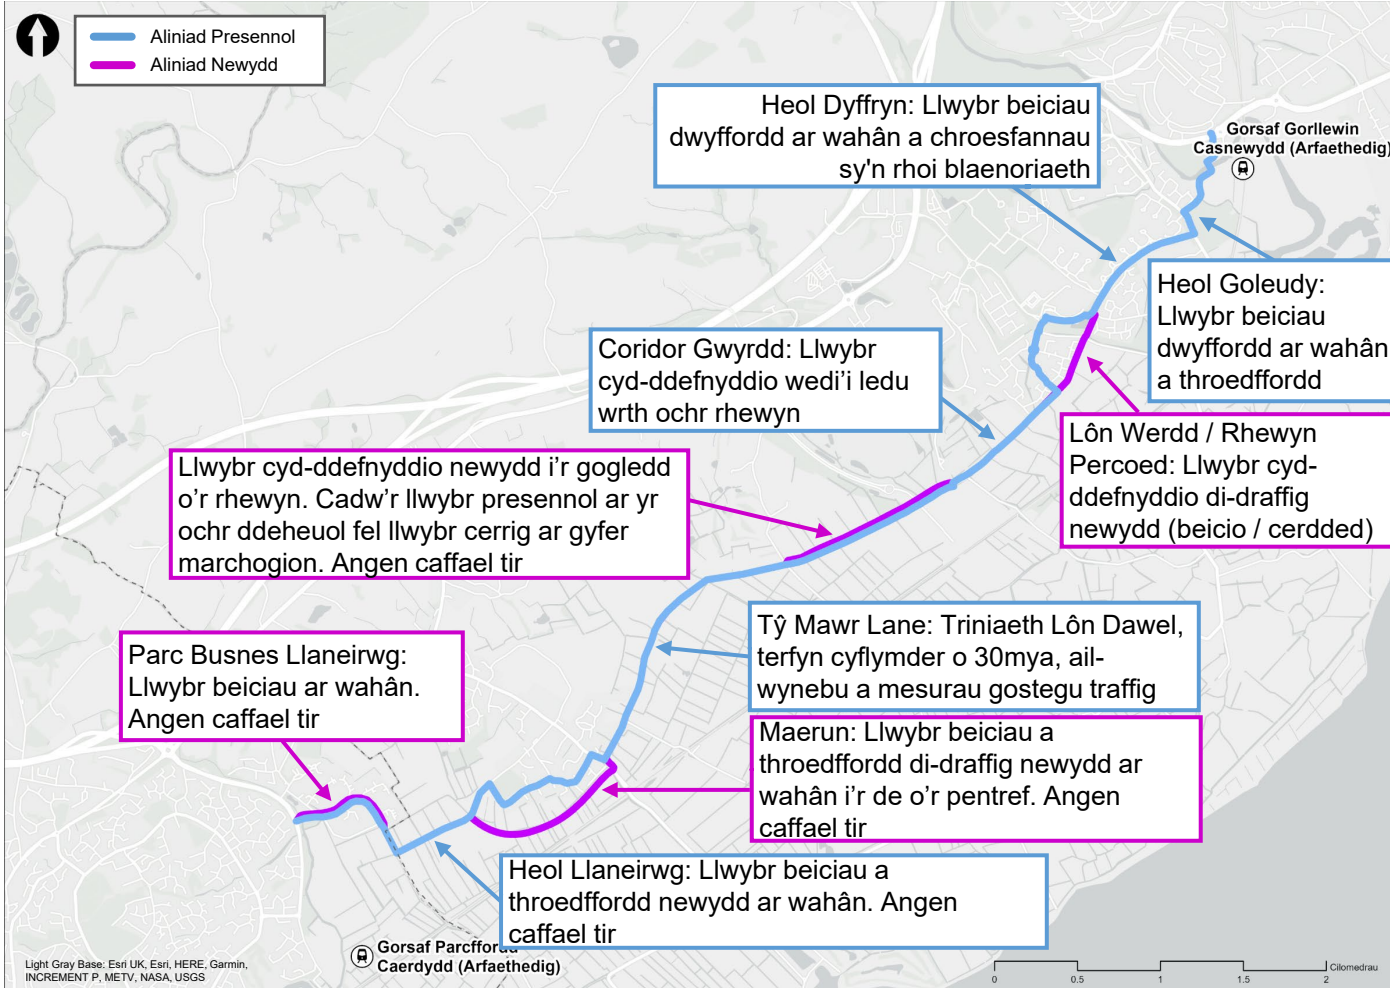 Aliniad Presennol
Aliniad Newydd
Heol Dyffryn: Llwybr beiciau
dwyffordd ar wahân a chroesfannau
sy'n rhoi blaenoriaeth
Gorsaf Gorllewin
Casnewydd (Arfaethedig)
Heol Goleudy:
Llwybr beiciau
dwyffordd ar wahân
a throedffordd
Coridor Gwyrdd: Llwybr
cyd-ddefnyddio wedi’i ledu
wrth ochr rhewyn
Lôn Werdd / Rhewyn
Percoed: Llwybr cyd-
ddefnyddio di-draffig
newydd (beicio / cerdded)
Llwybr cyd-ddefnyddio newydd i’r gogledd
o’r rhewyn. Cadw’r llwybr presennol ar yr
ochr ddeheuol fel llwybr cerrig ar gyfer
marchogion. Angen caffael tir
Tŷ Mawr Lane: Triniaeth Lôn Dawel,
terfyn cyflymder o 30mya, ail-
wynebu a mesurau gostegu traffig
Parc Busnes Llaneirwg:
Llwybr beiciau ar wahân.
Angen caffael tir
Maerun: Llwybr beiciau a
throedffordd di-draffig newydd ar
wahân i’r de o’r pentref. Angen
caffael tir
Heol Llaneirwg: Llwybr beiciau a
throedffordd newydd ar wahân. Angen
caffael tir
Gorsaf Parcffordd
Caerdydd (Arfaethedig)
Light Gray Base: Esri UK, Esri, HERE, Garmin,
INCREMENT P, METV, NASA, USGS
Cilomedrau
0 0.5 1 1.5 2